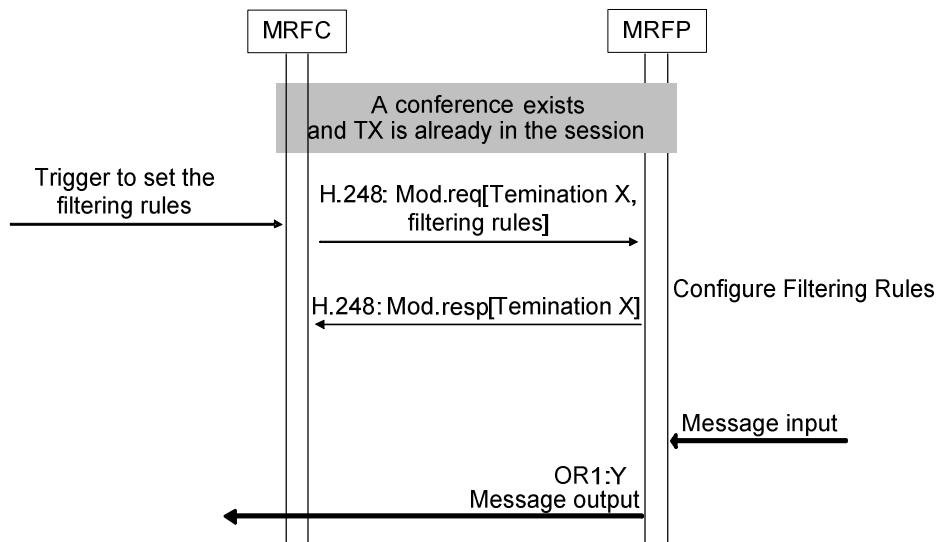 MRFC
MRFP
A conference exists
and TX is already in the session
Trigger to set the
filtering rules
H.248: Mod.req[Temination X,
filtering rules]
Configure Filtering Rules
H.248: Mod.resp[Temination X]
Message input
OR1:Y
Message output